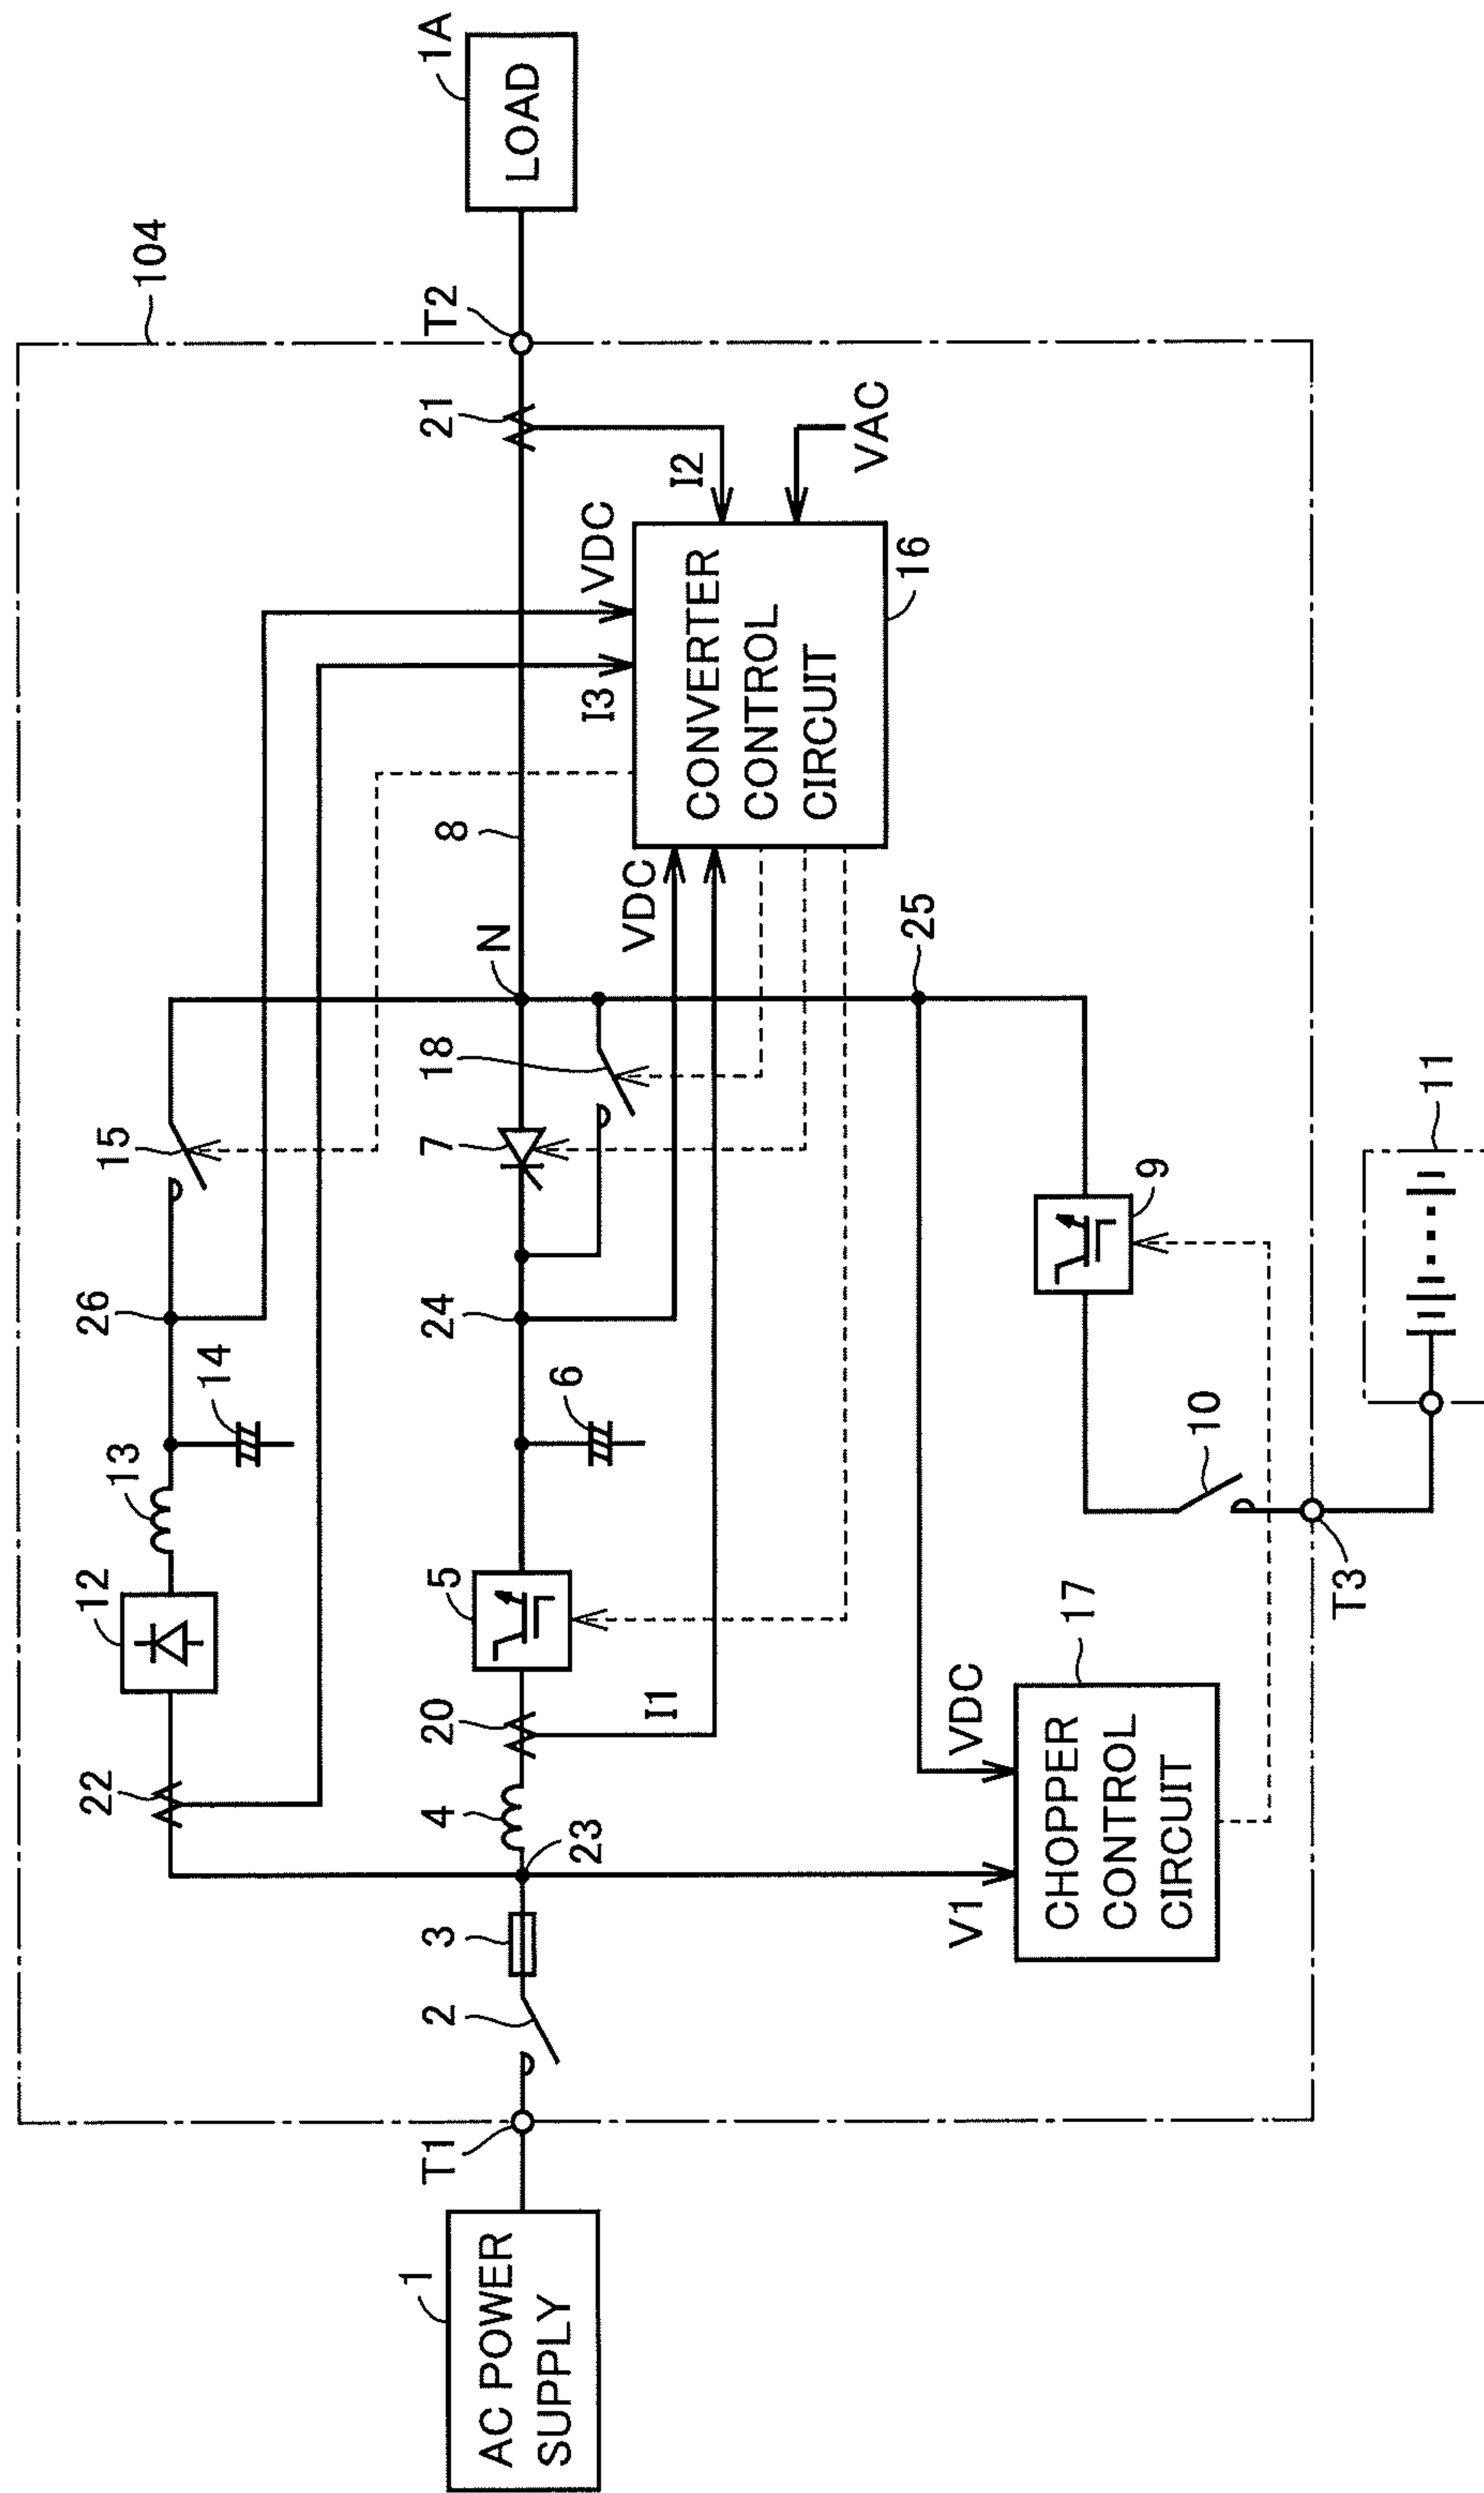 104
1A
LOAD
T2
21
I2
VAC
VDC
I3
CONVERTER
CONTROL
CIRCUIT
16
8
N
VDC
25
15
18
7
26
24
14
6
13
12
5
22
20
I1
4
23
3
2
T1
1
AC POWER
SUPPLY
9
10
11
T3
17
VDC
V1
CHOPPER
CONTROL
CIRCUIT